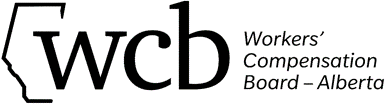 wcb
Workers'
Compensation
Board – Alberta